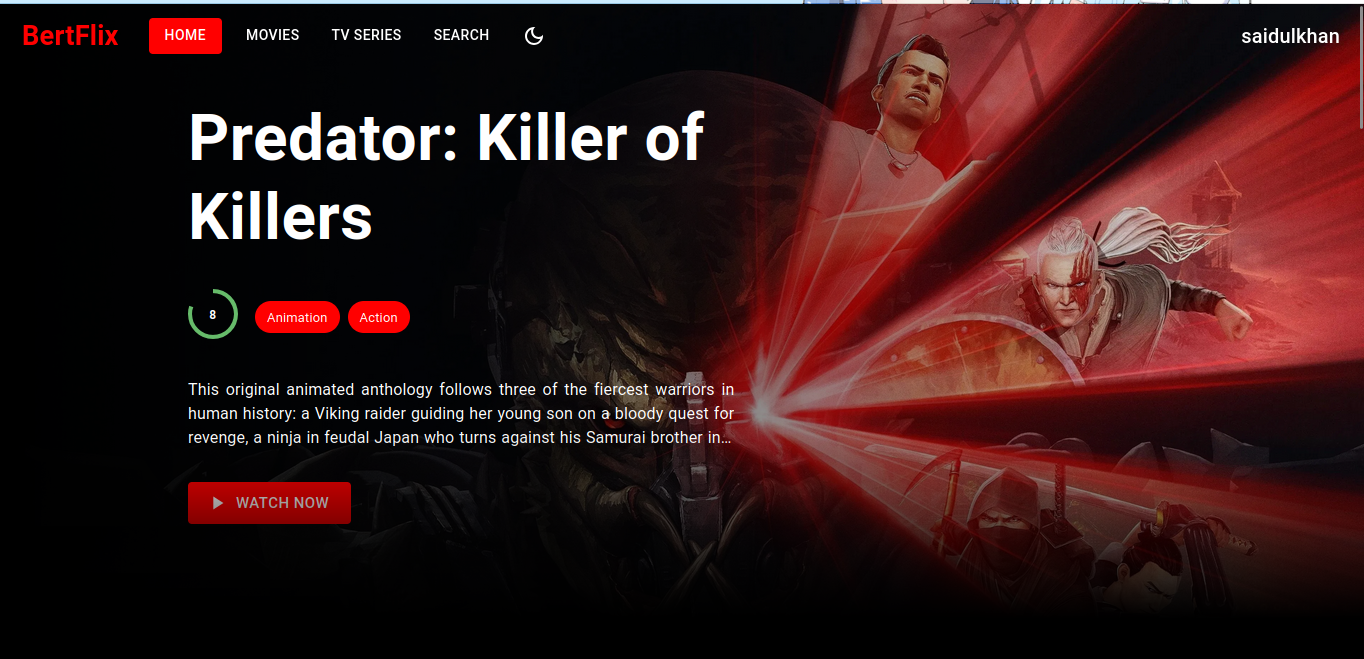 BertFlix
HOME
MOVIES
TV SERIES
SEARCH
saidulkhan
Predator: Killer of
Killers
8
Animation
Action
This original animated anthology follows three of the fiercest warriors in
human history: a Viking raider guiding her young son on a bloody quest for
revenge, a ninja in feudal Japan who turns against his Samurai brother in…
WATCH NOW